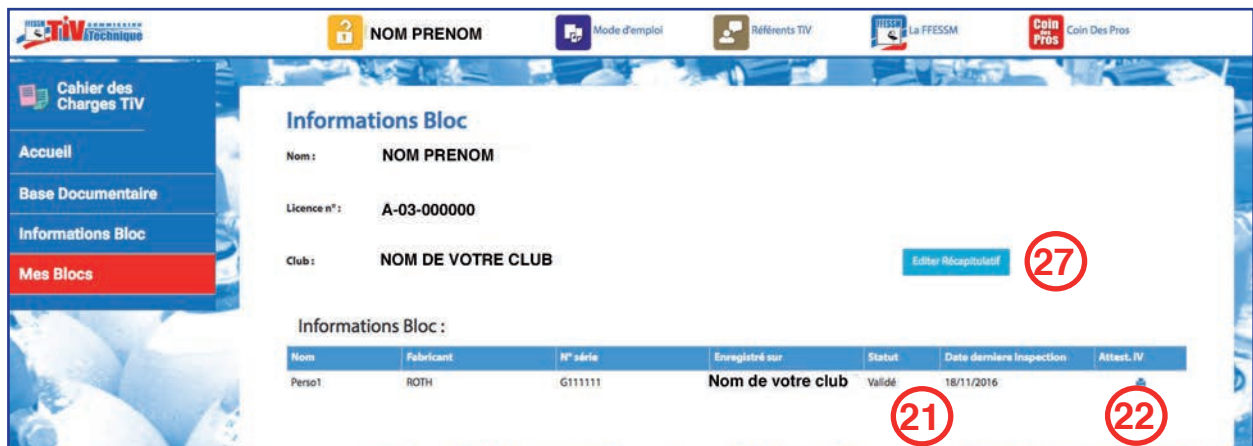 FFESSM TiV COMMISSION Technique
NOM PRENOM
Mode d'emploi
Référents TIV
FFESSM
La FFESSM
Coin des Pros
Coin Des Pros
Cahier des
Charges TiV
Accueil
Base Documentaire
Informations Bloc
Mes Blocs
Informations Bloc
Nom : NOM PRENOM
Licence n° : A-03-000000
Club : NOM DE VOTRE CLUB
Editer Récapitulatif 27
Informations Bloc :
Nom Fabricant N° série Enregistré sur Statut Date derniere Inspection Attest. IV
Perso1 ROTH G111111 Nom de votre club Validé 18/11/2016
21 22